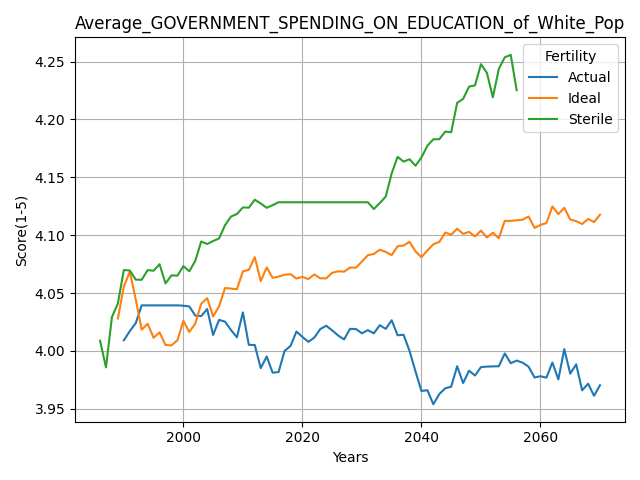 Average_GOVERNMENT_SPENDING_ON_EDUCATION_of_White_Pop
Fertility
Actual
Ideal
Sterile
4.25
4.20
4.15
4.10
4.05
4.00
3.95
Score(1-5)
2000
2020
2040
2060
Years